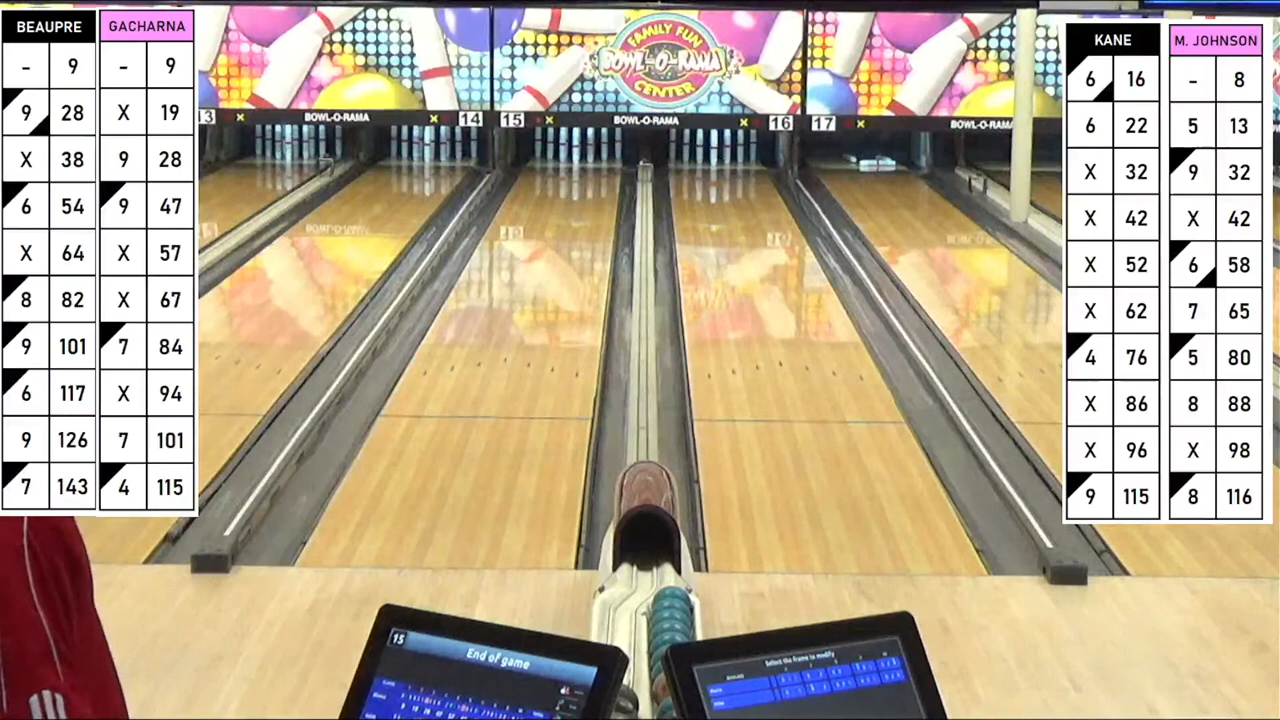 BEAUPRE GACHARNA
- 9 - 9
9 28 X 19
X 38 9 28
6 54 9 47
X 64 X 57
8 82 X 67
9 101 7 84
6 117 X 94
9 126 7 101
7 143 4 115
KANE M. JOHNSON
6 16 - 8
6 22 5 13
X 32 9 32
X 42 X 42
X 52 6 58
X 62 7 65
4 76 5 80
X 86 8 88
X 96 X 98
9 115 8 116
FAMILY FUN
BOWL-O-RAMA
CENTER
13 X BOWL-O-RAMA X 14
15 X BOWL-O-RAMA X 16
17 X BOWL-O-RAMA
15
End of game
Select the frame to modify